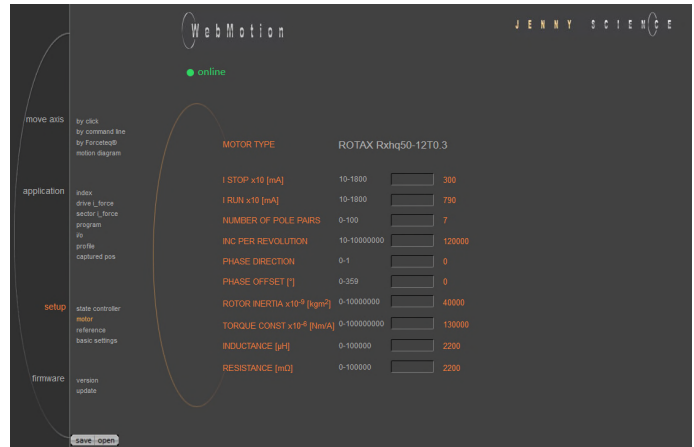 WebMotion
JENNY SCIENCE
online
move axis
by click
by command line
by Forceteq®
motion diagram
application
index
drive i_force
sector i_force
program
i/o
profile
captured pos
setup
state controller
motor
reference
basic settings
firmware
version
update
save open
MOTOR TYPE ROTAX Rxhq50-12T0.3
I STOP x10 [mA] 10-1800 300
I RUN x10 [mA] 10-1800 790
NUMBER OF POLE PAIRS 0-100 7
INC PER REVOLUTION 10-10000000 120000
PHASE DIRECTION 0-1 0
PHASE OFFSET [°] 0-359 0
ROTOR INERTIA x10⁻⁹ [kgm²] 0-10000000 40000
TORQUE CONST x10⁻⁶ [Nm/A] 0-100000000 130000
INDUCTANCE [µH] 0-100000 2200
RESISTANCE [mΩ] 0-100000 2200